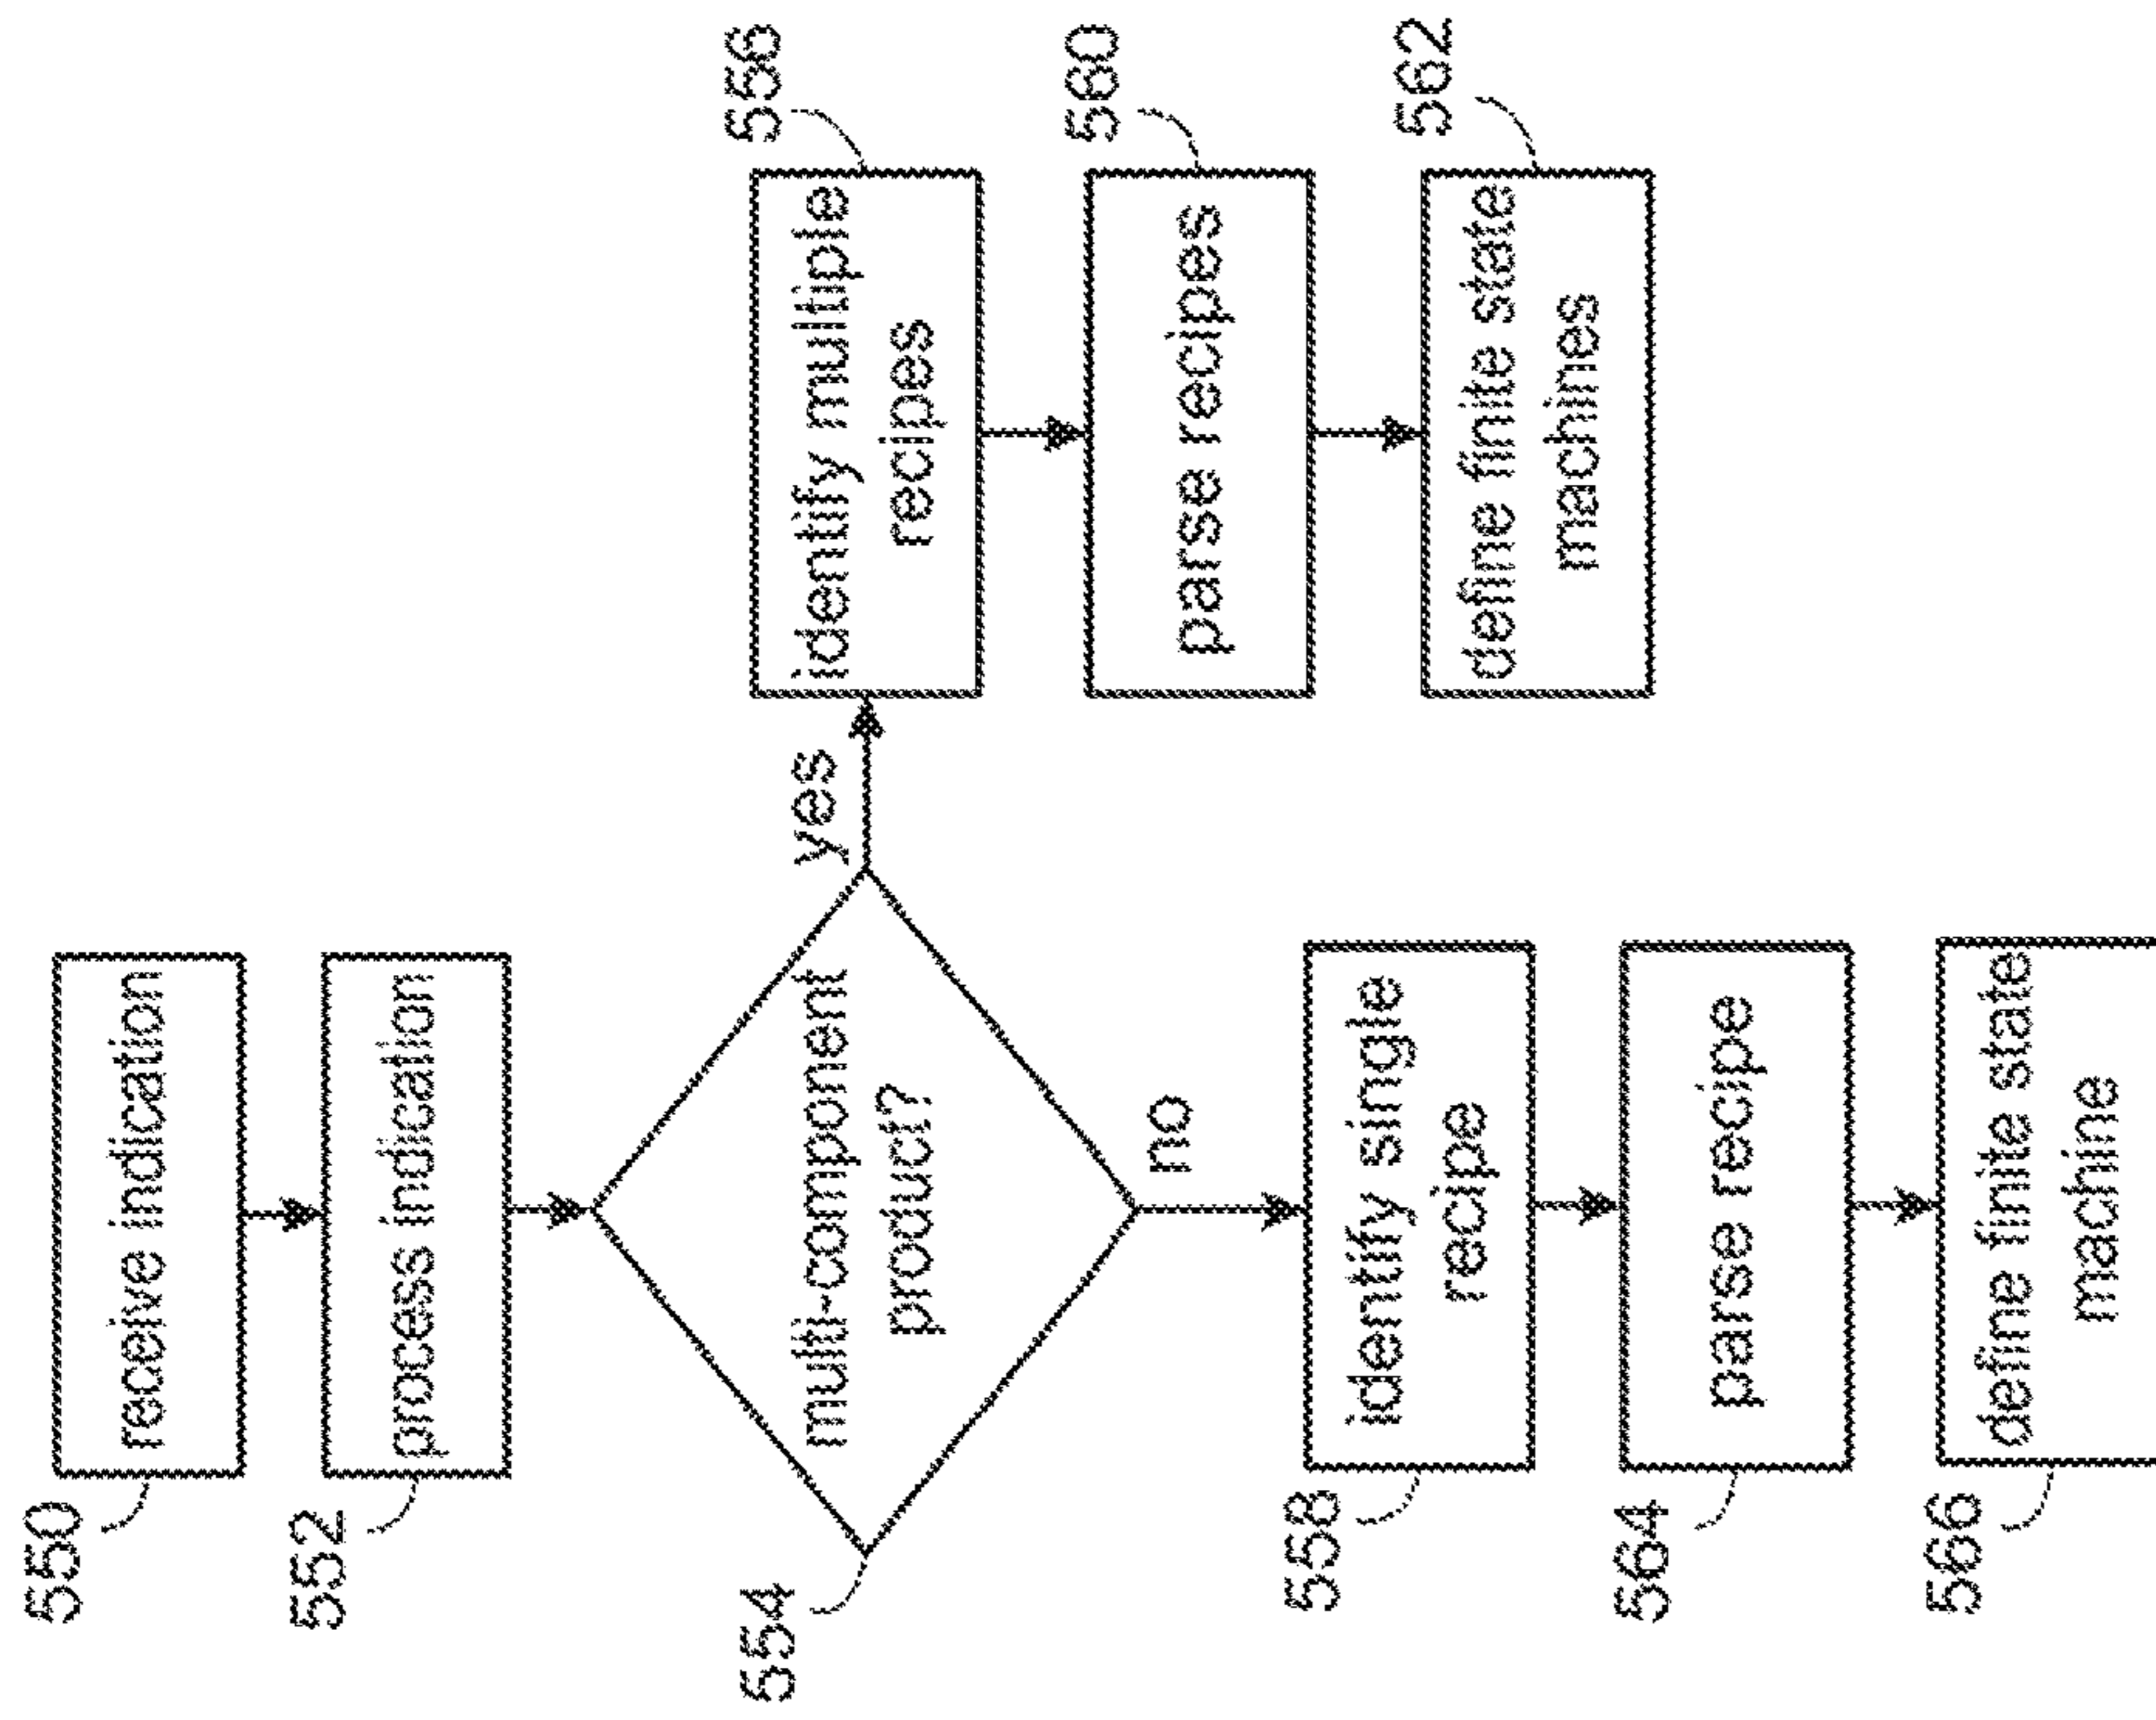 550
receive indication
552
process indication
554
multi-component
product?
yes
556
identify multiple
recipes
560
parse recipes
562
define finite state
machines
no
558
identify single
recipe
564
parse recipe
566
define finite state
machine